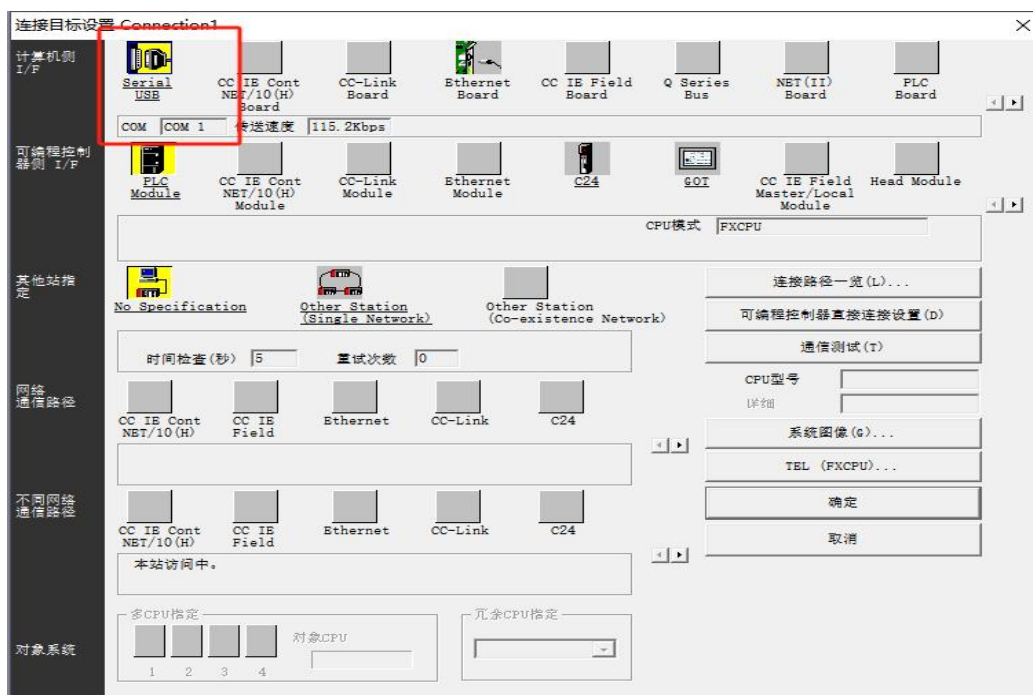 连接目标设置 Connection1
计算机侧
I/F
Serial
USB
CC IE Cont
NET/10(H)
Board
CC-Link
Board
Ethernet
Board
CC IE Field
Board
Q Series
Bus
NET(II)
Board
PLC
Board
COM COM 1 传送速度 115.2Kbps
可编程控制
器侧 I/F
PLC
Module
CC IE Cont
NET/10(H)
Module
CC-Link
Module
Ethernet
Module
C24
GOT
CC IE Field
Master/Local
Module
Head Module
CPU模式 FXCPU
其他站指
定
No Specification
Other Station
(Single Network)
Other Station
(Co-existence Network)
连接路径一览(L)...
可编程控制器直接连接设置(D)
时间检查(秒) 5 重试次数 0
通信测试(T)
CPU型号
详细
网络
通信路径
CC IE Cont
NET/10(H)
CC IE
Field
Ethernet
CC-Link
C24
系统图像(G)...
TEL (FXCPU)...
不同网络
通信路径
CC IE Cont
NET/10(H)
CC IE
Field
Ethernet
CC-Link
C24
确定
取消
本站访问中。
对象系统
多CPU指定
1 2 3 4
对象CPU
冗余CPU指定